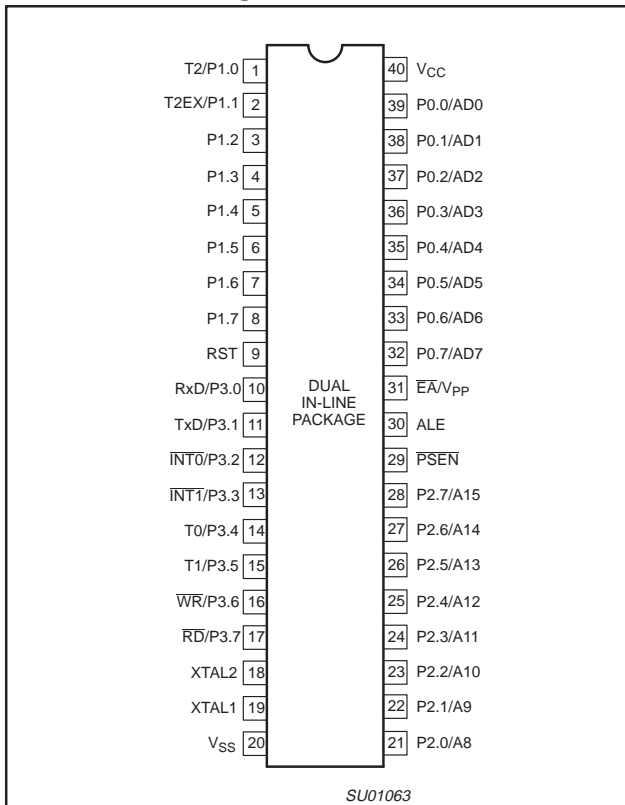 T2/P1.0 1 40 VCC
T2EX/P1.1 2 39 P0.0/AD0
P1.2 3 38 P0.1/AD1
P1.3 4 37 P0.2/AD2
P1.4 5 36 P0.3/AD3
P1.5 6 35 P0.4/AD4
P1.6 7 34 P0.5/AD5
P1.7 8 33 P0.6/AD6
RST 9 32 P0.7/AD7
RxD/P3.0 10 31 E̅A̅/VPP
TxD/P3.1 11 30 ALE
I̅N̅T̅0̅/P3.2 12 29 P̅S̅E̅N̅
I̅N̅T̅1̅/P3.3 13 28 P2.7/A15
T0/P3.4 14 27 P2.6/A14
T1/P3.5 15 26 P2.5/A13
W̅R̅/P3.6 16 25 P2.4/A12
R̅D̅/P3.7 17 24 P2.3/A11
XTAL2 18 23 P2.2/A10
XTAL1 19 22 P2.1/A9
VSS 20 21 P2.0/A8
DUAL
IN-LINE
PACKAGE
SU01063